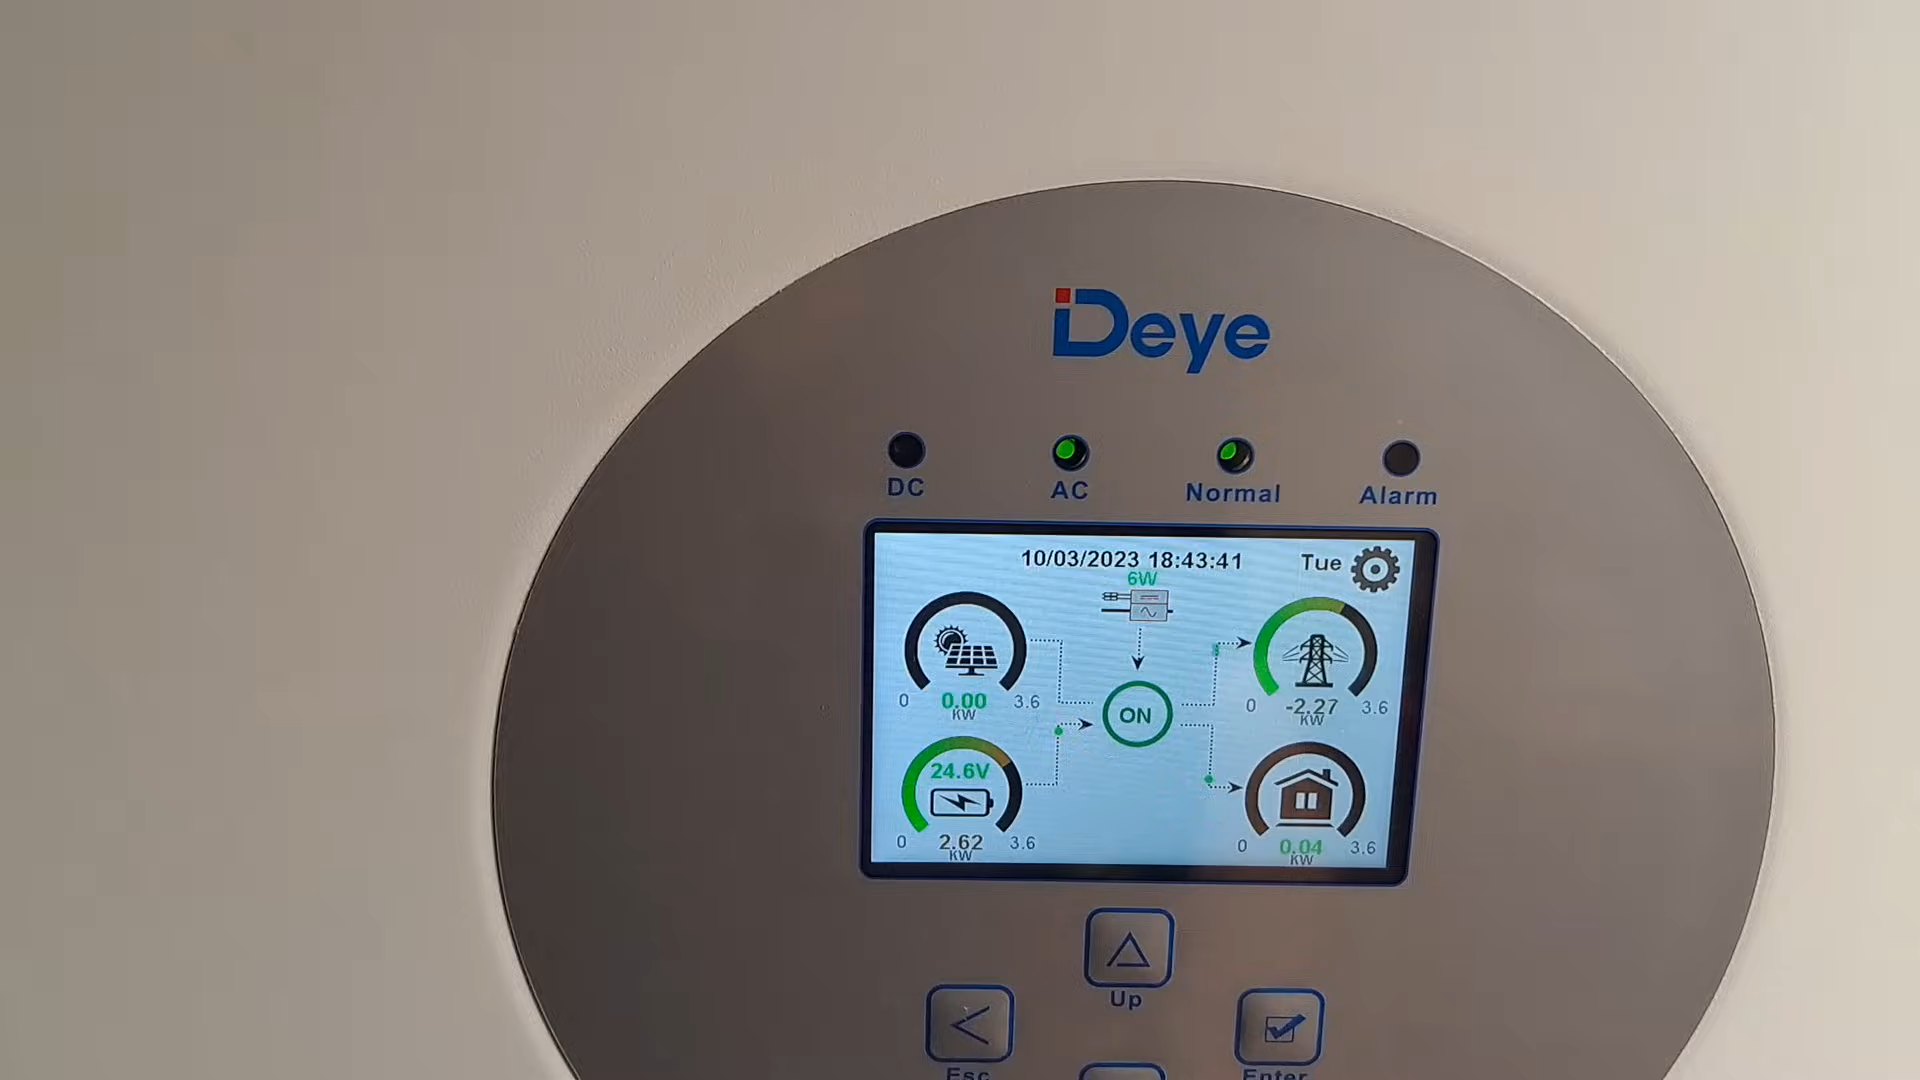 Deye
DC AC Normal Alarm
10/03/2023 18:43:41 Tue
6W
0 0.00 3.6
KW
0 -2.27 3.6
KW
ON
24.6V
0 2.62 3.6
KW
0 0.04 3.6
KW
Up
Esc Enter